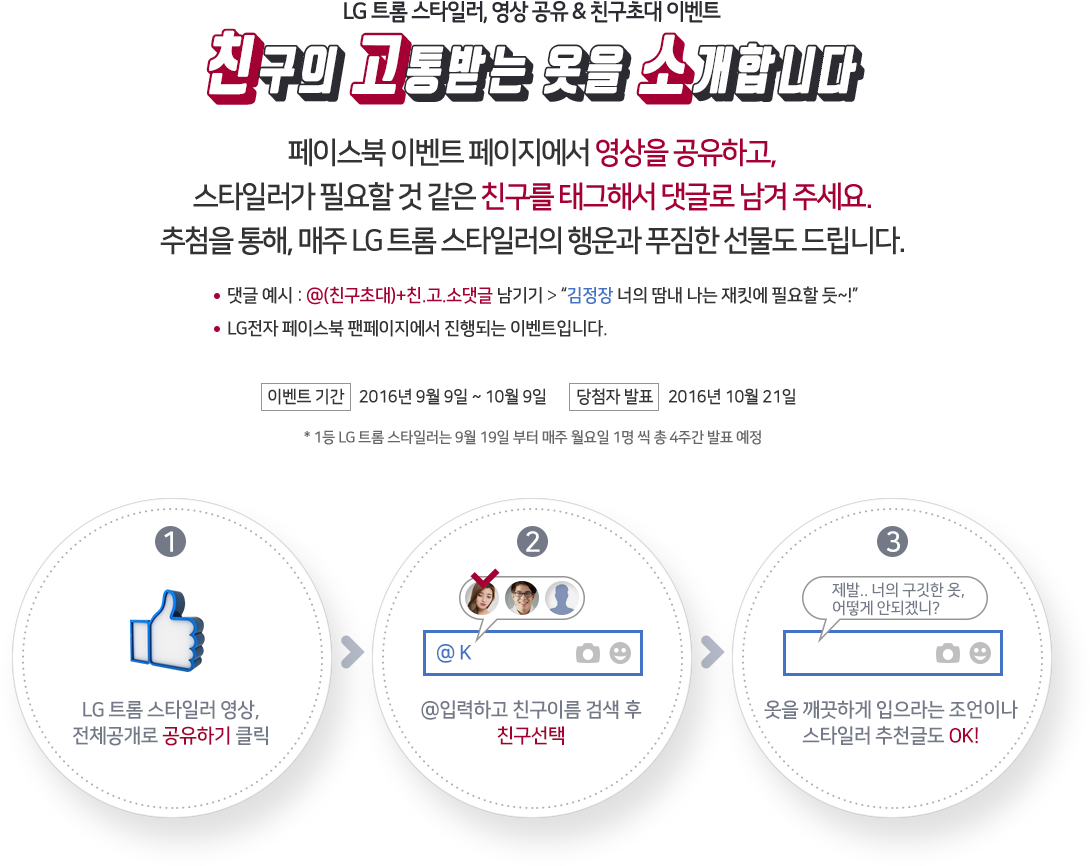 LG 트롬 스타일러, 영상 공유 & 친구초대 이벤트
친구의 고통받는 옷을 소개합니다
페이스북 이벤트 페이지에서 영상을 공유하고,
스타일러가 필요할 것 같은 친구를 태그해서 댓글로 남겨 주세요.
추첨을 통해, 매주 LG 트롬 스타일러의 행운과 푸짐한 선물도 드립니다.
• 댓글 예시 : @(친구초대)+친.고.소댓글 남기기 > “김정장 너의 땀내 나는 재킷에 필요할 듯~!”
• LG전자 페이스북 팬페이지에서 진행되는 이벤트입니다.
이벤트 기간 2016년 9월 9일 ~ 10월 9일 당첨자 발표 2016년 10월 21일
* 1등 LG 트롬 스타일러는 9월 19일 부터 매주 월요일 1명 씩 총 4주간 발표 예정
1
LG 트롬 스타일러 영상,
전체공개로 공유하기 클릭
2
@ K
@입력하고 친구이름 검색 후
친구선택
3
제발.. 너의 구깃한 옷,
어떻게 안되겠니?
옷을 깨끗하게 입으라는 조언이나
스타일러 추천글도 OK!